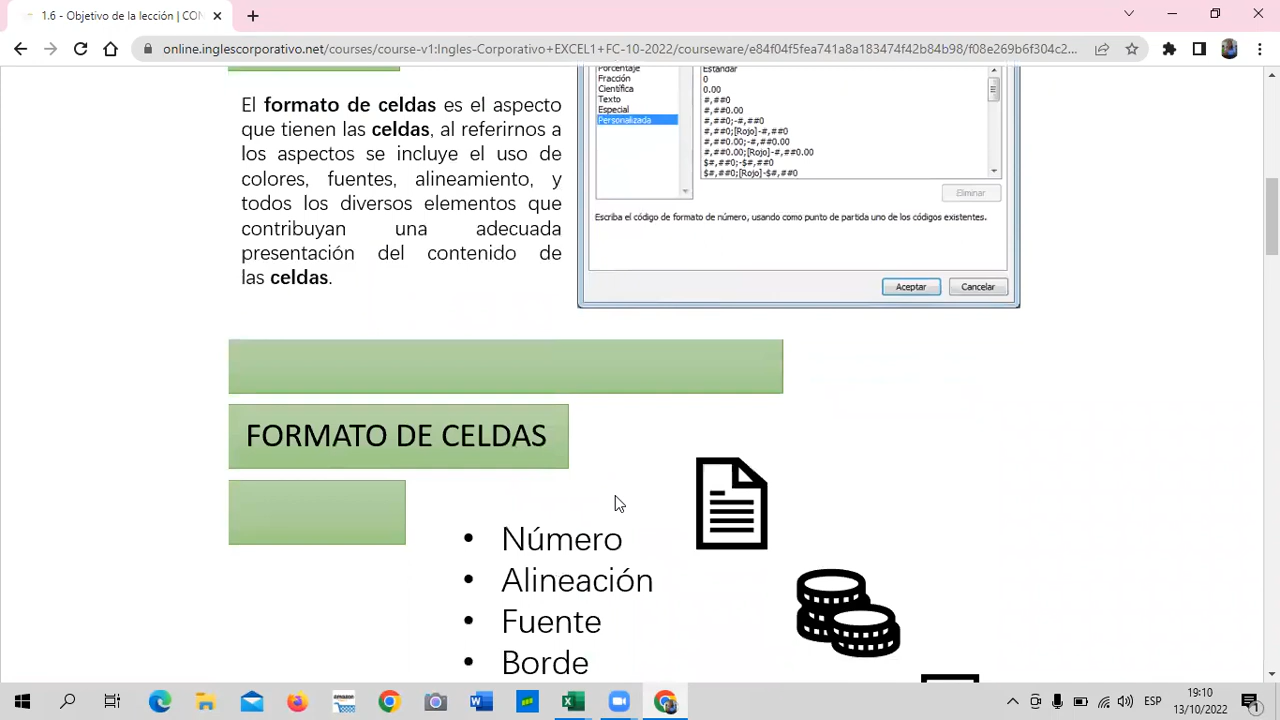 1.6 - Objetivo de la lección | CON
online.inglescorporativo.net/courses/course-v1:Ingles-Corporativo+EXCEL1+FC-10-2022/courseware/c84f04f5fea741a8a183474f42b84b98/f08e269b6f304c2...
El formato de celdas es el aspecto
que tienen las celdas, al referirnos a
los aspectos se incluye el uso de
colores, fuentes, alineamiento, y
todos los diversos elementos que
contribuyan una adecuada
presentación del contenido de
las celdas.
Porcentaje
Fracción
Científica
Texto
Especial
Personalizada
Estándar
0
0.00
#,##0
#,##0.00
#,##0;-#,##0
#,##0;[Rojo]-#,##0
#,##0.00;-#,##0.00
#,##0.00;[Rojo]-#,##0.00
$#,##0;-$#,##0
$#,##0;[Rojo]-$#,##0
Eliminar
Escriba el código de formato de número, usando como punto de partida uno de los códigos existentes.
Aceptar
Cancelar
FORMATO DE CELDAS
• Número
• Alineación
• Fuente
• Borde
ESP
19:10
13/10/2022